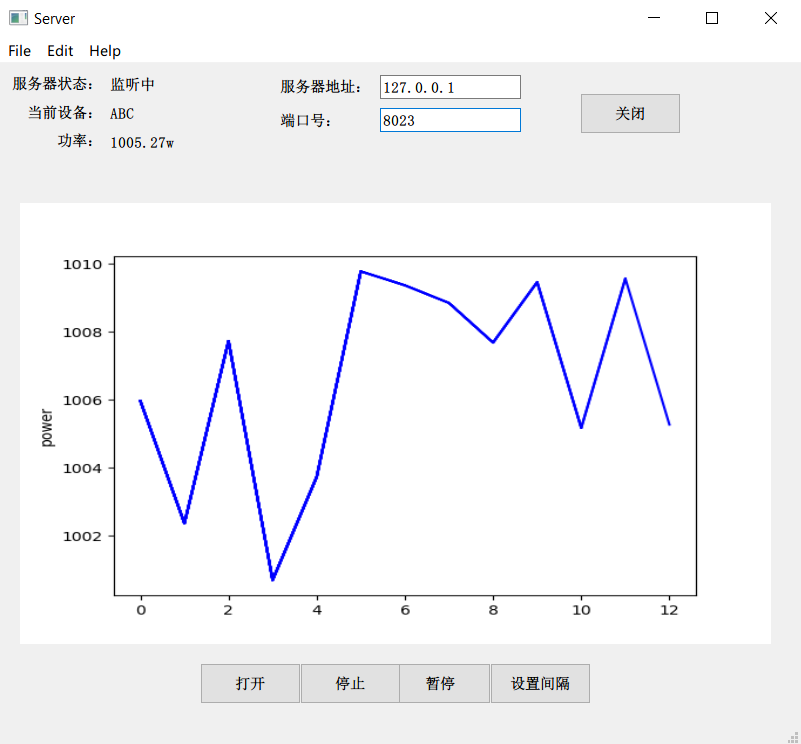 Server
File Edit Help
服务器状态： 监听中
服务器地址： 127.0.0.1
当前设备： ABC
端口号： 8023
关闭
功率： 1005.27w
1010
1008
1006
1004
1002
power
0 2 4 6 8 10 12
打开 停止 暂停 设置间隔